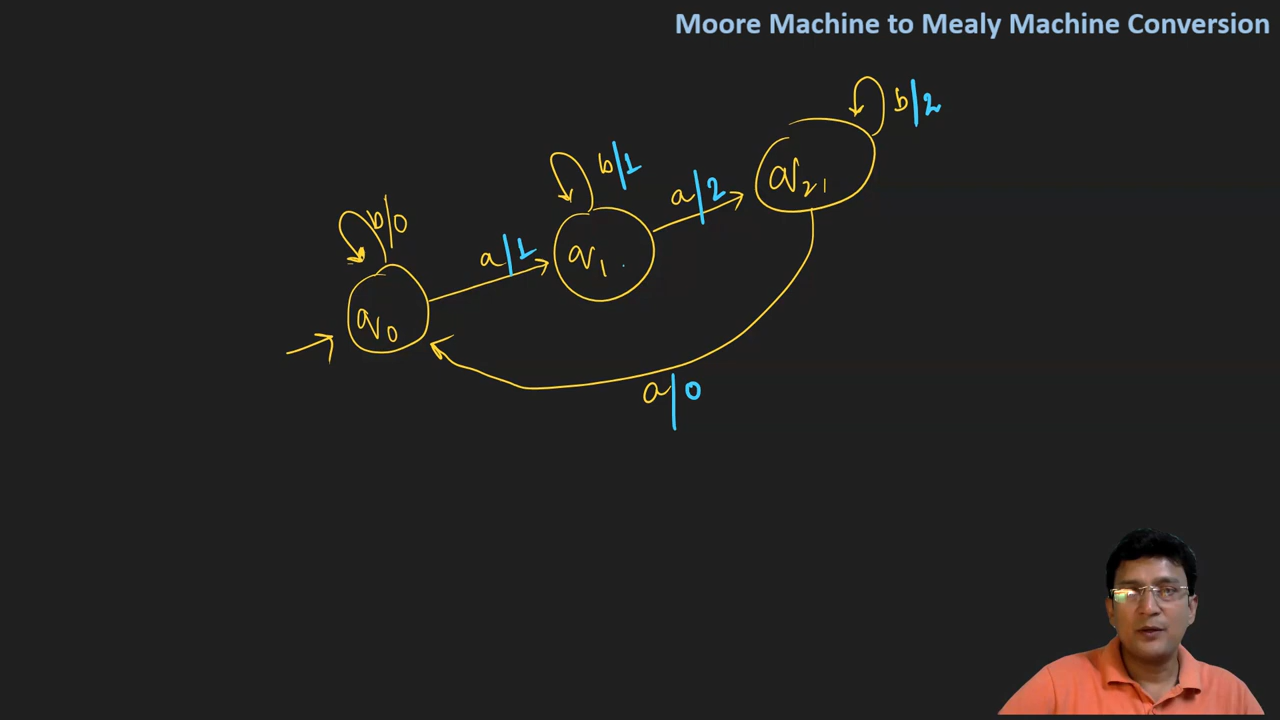 Moore Machine to Mealy Machine Conversion
b|2
b|1
a|2
q2
b|0
a|1
q1
q0
a|0